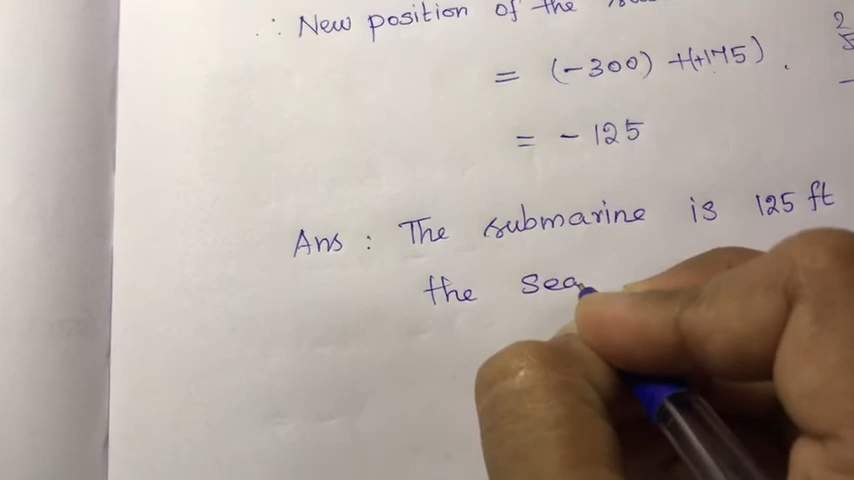 ∴ New position of the
= (-300) + (+175).
= - 125
Ans : The submarine is 125 ft
the sea